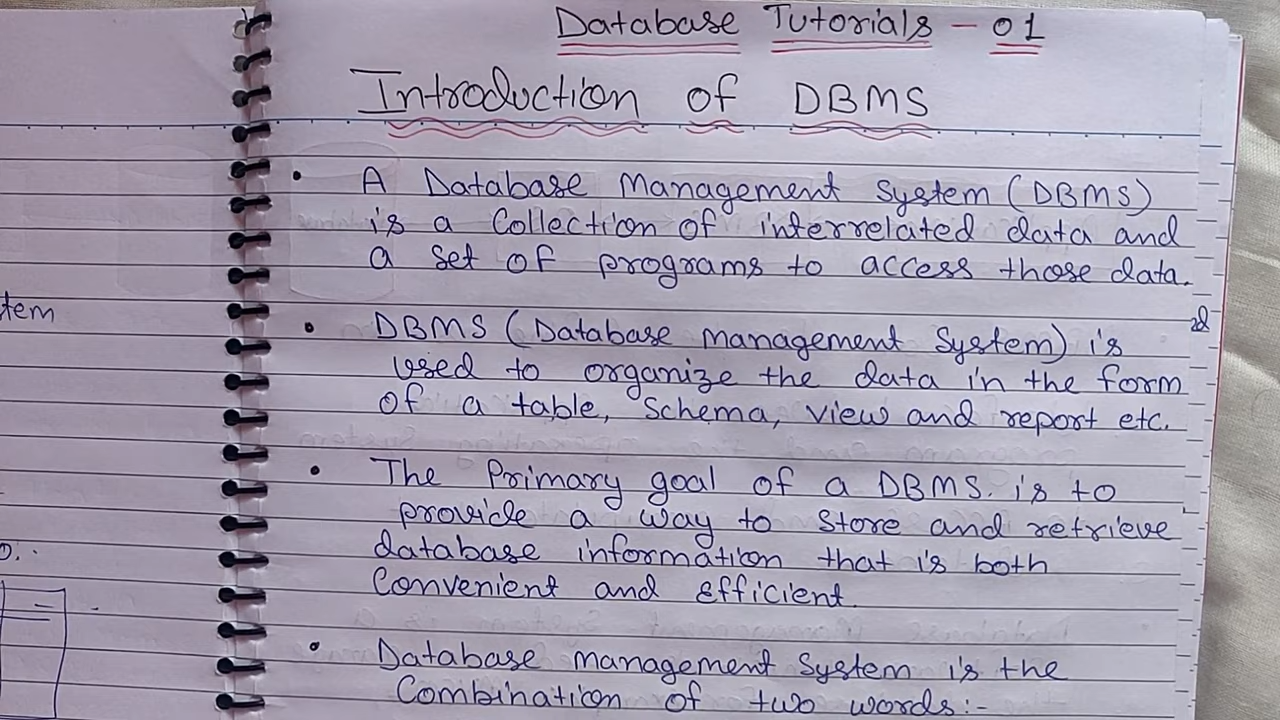 Database Tutorials - 01
Introduction of DBMS
• A Database Management System (DBMS)
is a Collection of interrelated data and
a set of programs to access those data.
• DBMS (Database Management System) is
used to organize the data in the form
of a table, Schema, view and report etc.
• The Primary goal of a DBMS. is to
provide a way to store and retrieve
database information that is both
Convenient and efficient.
• Database Management System is the
Combination of two words:-
tem